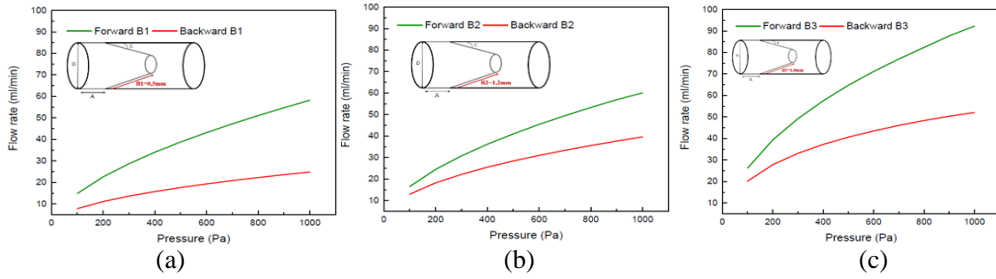 Forward B1 Backward B1
B1=0,5mm
D
A
Flow rate (ml/min)
90
80
70
60
50
40
30
20
10
0 200 400 600 800 1000
Pressure (Pa)
(a)
Forward B2 Backward B2
B2=1,2mm
D
A
Flow rate (ml/min)
90
80
70
60
50
40
30
20
10
0 200 400 600 800 1000
Pressure (Pa)
(b)
Forward B3 Backward B3
A
Flow rate (ml/min)
100
90
80
70
60
50
40
30
20
10
0 200 400 600 800 1000
Pressure (Pa)
(c)